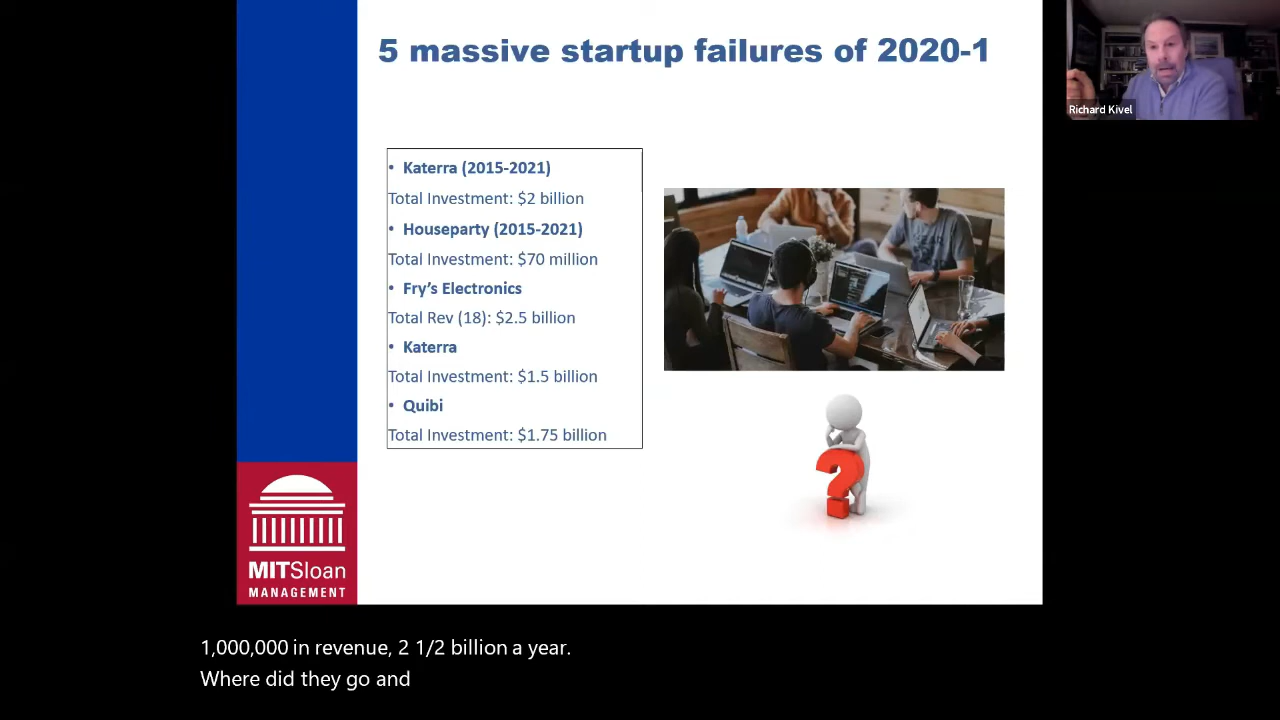 5 massive startup failures of 2020-1
Richard Kivel
• Katerra (2015-2021)
Total Investment: $2 billion
• Houseparty (2015-2021)
Total Investment: $70 million
• Fry's Electronics
Total Rev (18): $2.5 billion
• Katerra
Total Investment: $1.5 billion
• Quibi
Total Investment: $1.75 billion
MITSloan
MANAGEMENT
1,000,000 in revenue, 2 1/2 billion a year.
Where did they go and